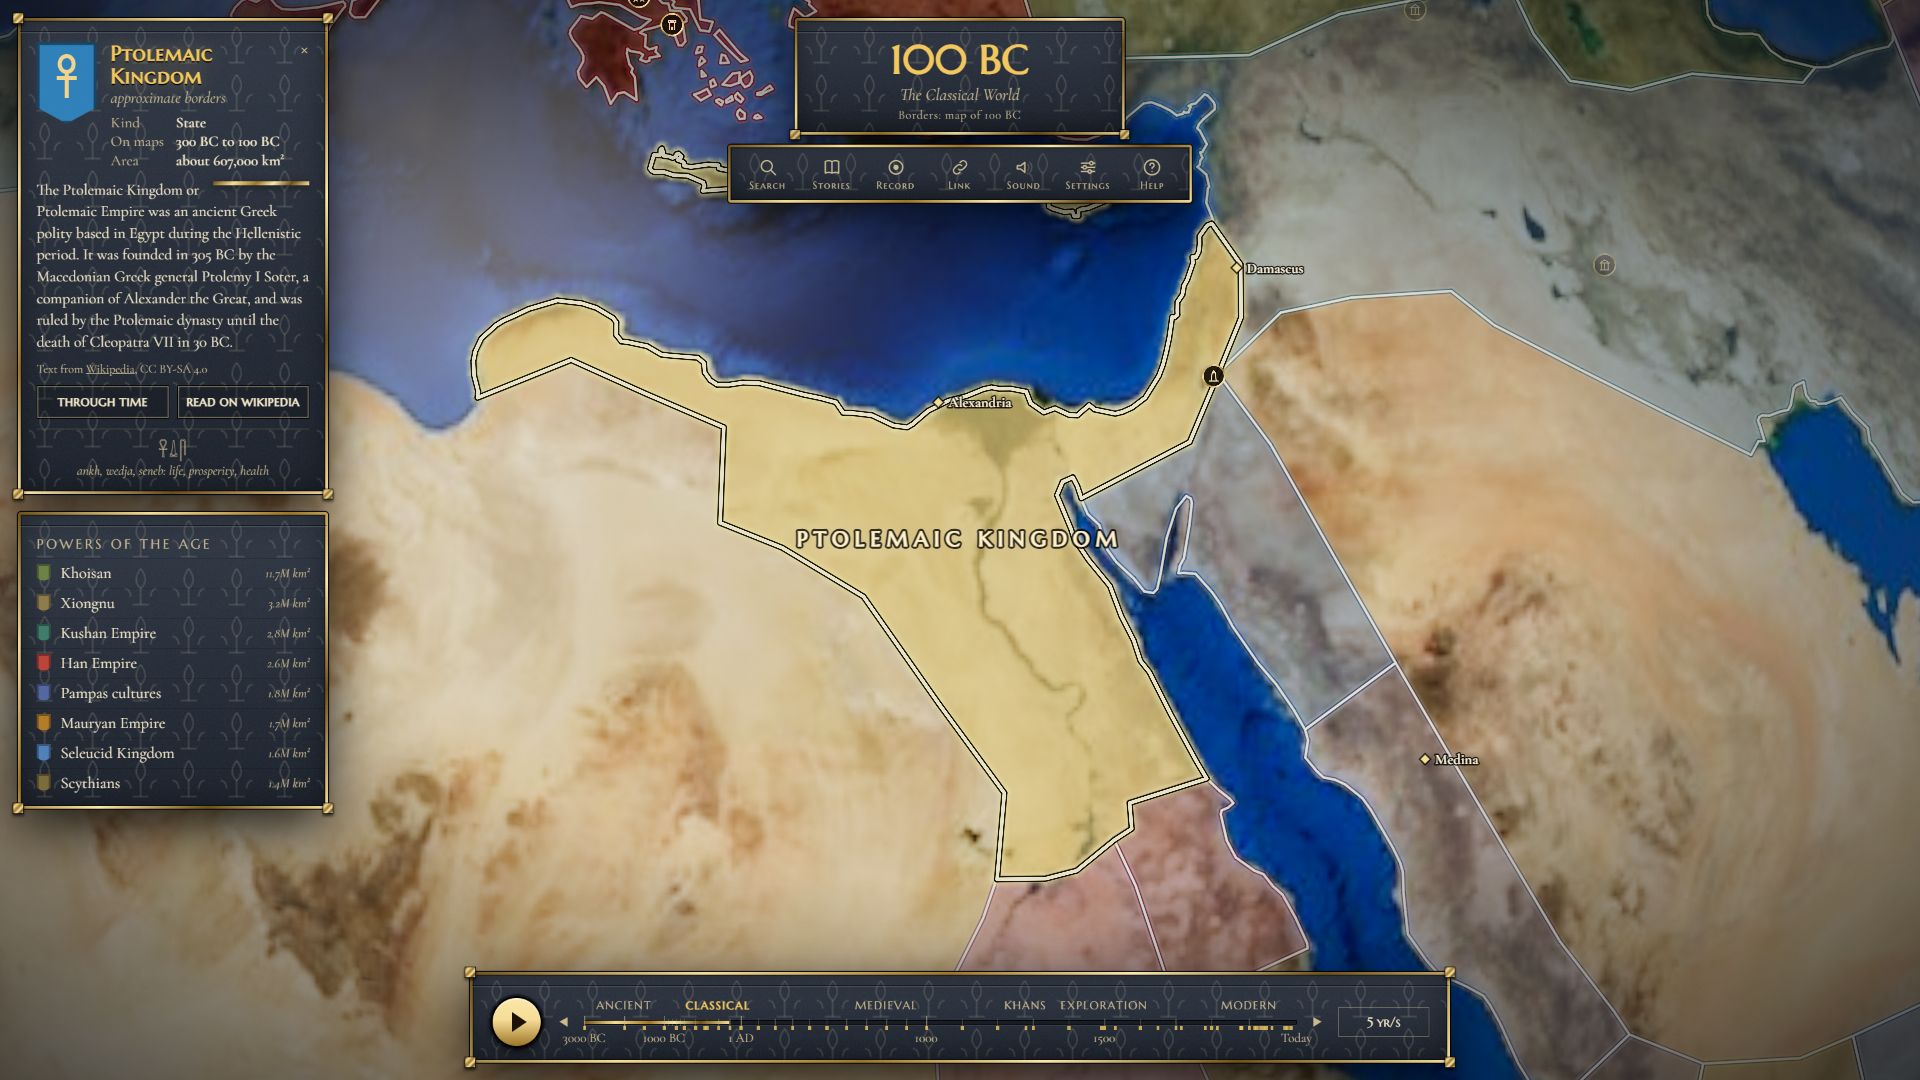 PTOLEMAIC
KINGDOM
×
approximate borders
Kind State
On maps 300 BC to 100 BC
Area about 607,000 km²
The Ptolemaic Kingdom or
Ptolemaic Empire was an ancient Greek
polity based in Egypt during the Hellenistic
period. It was founded in 305 BC by the
Macedonian Greek general Ptolemy I Soter, a
companion of Alexander the Great, and was
ruled by the Ptolemaic dynasty until the
death of Cleopatra VII in 30 BC.
Text from Wikipedia, CC BY-SA 4.0
THROUGH TIME READ ON WIKIPEDIA
𓋹𓍑𓋴
ankh, wedja, seneb: life, prosperity, health
POWERS OF THE AGE
Khoisan 11.7M km²
Xiongnu 3.2M km²
Kushan Empire 2.8M km²
Han Empire 2.6M km²
Pampas cultures 1.8M km²
Mauryan Empire 1.7M km²
Seleucid Kingdom 1.6M km²
Scythians 1.4M km²
100 BC
The Classical World
Borders: map of 100 BC
SEARCH STORIES RECORD LINK SOUND SETTINGS HELP
Damascus
Alexandria
PTOLEMAIC KINGDOM
Medina
ANCIENT CLASSICAL MEDIEVAL KHANS EXPLORATION MODERN
3000 BC 1000 BC 1 AD 1000 1500 Today
5 YR/S